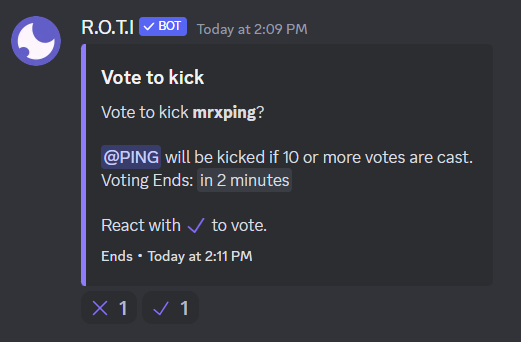 R.O.T.I ✓ BOT Today at 2:09 PM
Vote to kick
Vote to kick mrxping?
@PING will be kicked if 10 or more votes are cast.
Voting Ends: in 2 minutes
React with ✓ to vote.
Ends • Today at 2:11 PM
✕ 1 ✓ 1